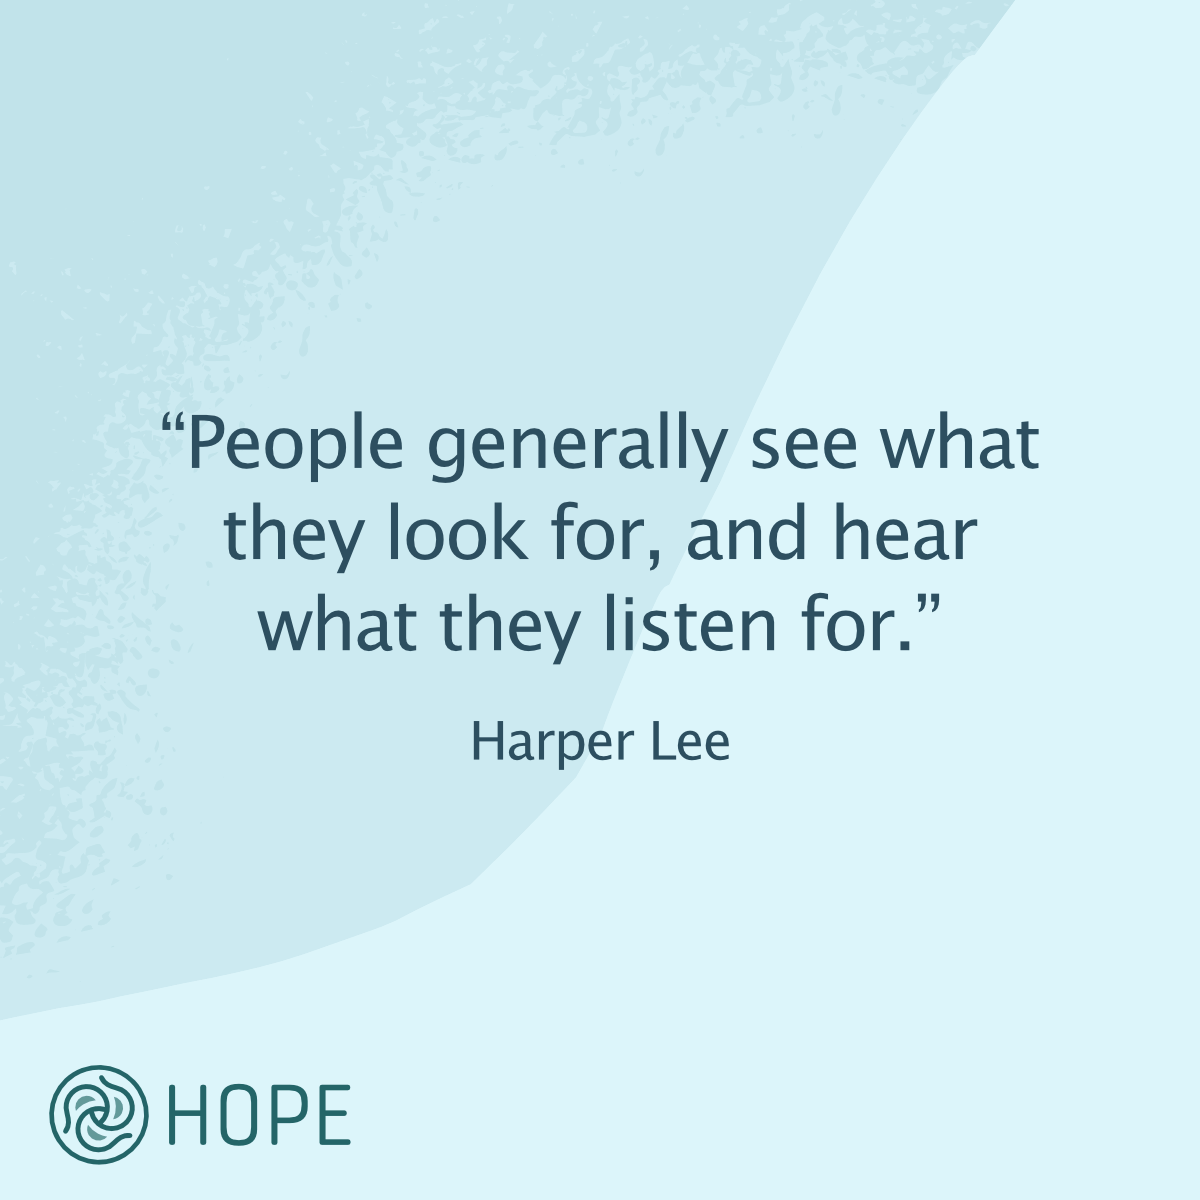 “People generally see what
they look for, and hear
what they listen for.”
Harper Lee
HOPE